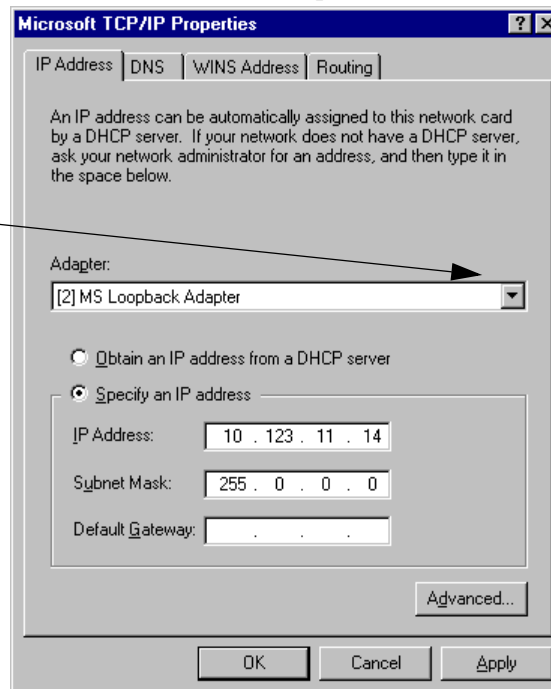 Microsoft TCP/IP Properties
IP Address DNS WINS Address Routing
An IP address can be automatically assigned to this network card
by a DHCP server. If your network does not have a DHCP server,
ask your network administrator for an address, and then type it in
the space below.
Adapter:
[2] MS Loopback Adapter
Obtain an IP address from a DHCP server
Specify an IP address
IP Address: 10 . 123 . 11 . 14
Subnet Mask: 255 . 0 . 0 . 0
Default Gateway: . . .
Advanced...
OK Cancel Apply